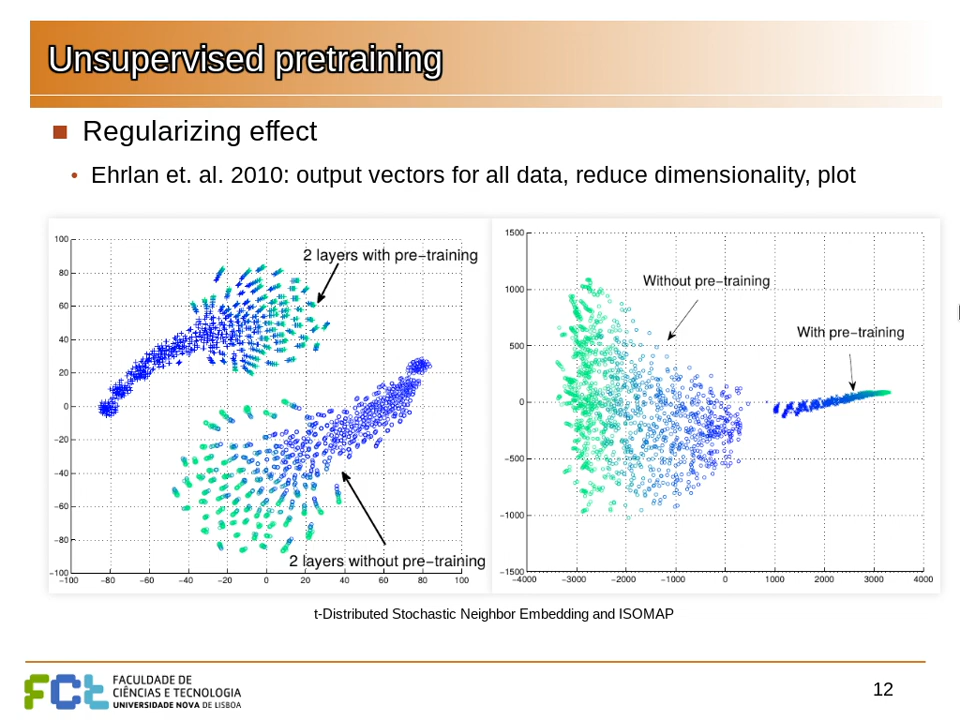 Unsupervised pretraining
Regularizing effect
• Ehrlan et. al. 2010: output vectors for all data, reduce dimensionality, plot
2 layers with pre−training
2 layers without pre−training
100
80
60
40
20
0
−20
−40
−60
−80
−100
−100 −80 −60 −40 −20 0 20 40 60 80 100
Without pre−training
With pre−training
1500
1000
500
0
−500
−1000
−1500
−4000 −3000 −2000 −1000 0 1000 2000 3000 4000
t-Distributed Stochastic Neighbor Embedding and ISOMAP
FCt
FACULDADE DE
CIÊNCIAS E TECNOLOGIA
UNIVERSIDADE NOVA DE LISBOA
12